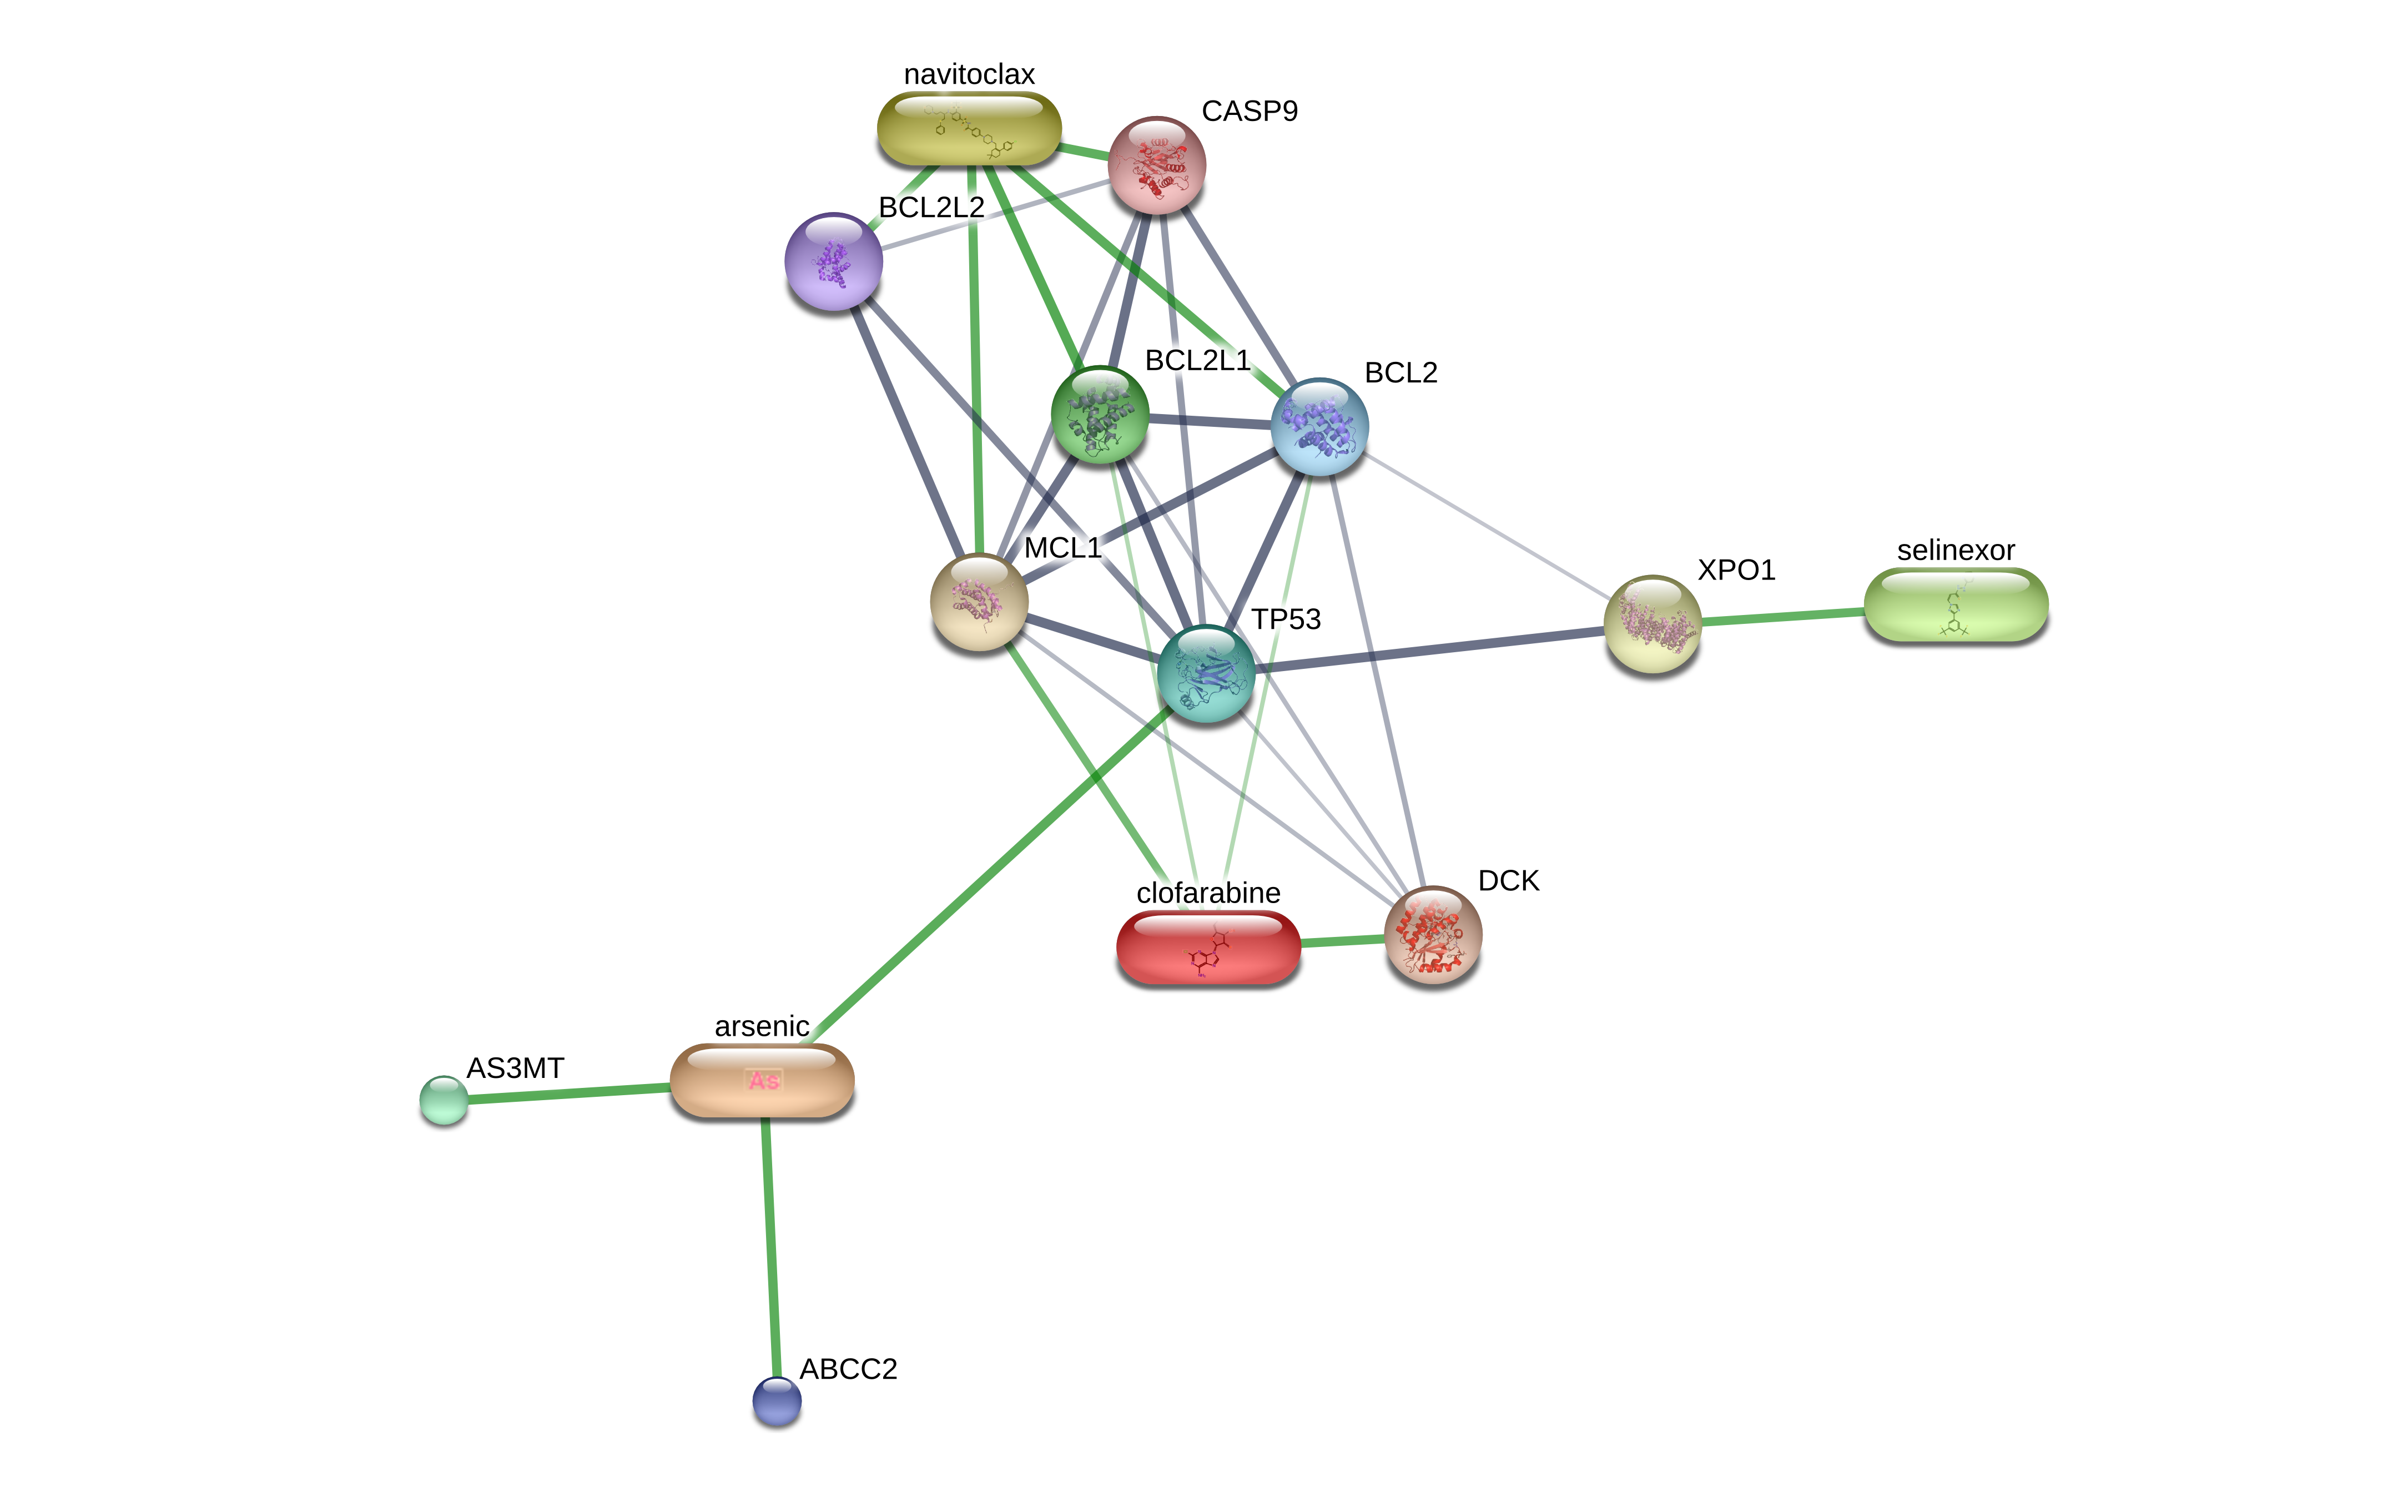 navitoclax
CASP9
BCL2L2
BCL2L1
BCL2
MCL1
XPO1
selinexor
TP53
clofarabine
DCK
arsenic
As
AS3MT
ABCC2